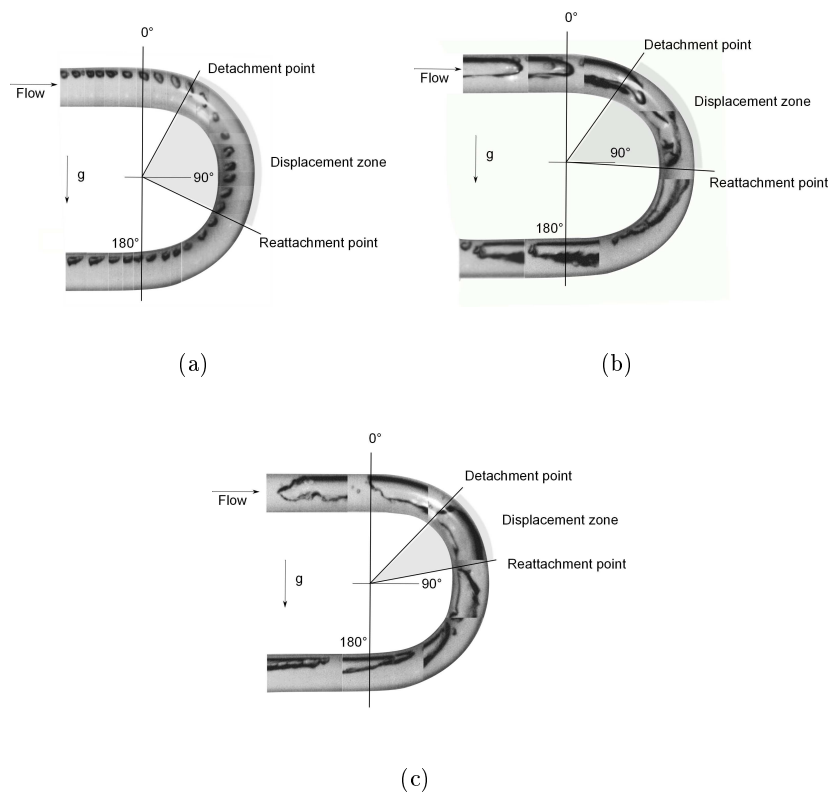 0°
Detachment point
Flow
Displacement zone
g
90°
180°
Reattachment point
(a)
0°
Detachment point
Flow
Displacement zone
g
90°
Reattachment point
180°
(b)
0°
Detachment point
Flow
Displacement zone
Reattachment point
g
90°
180°
(c)